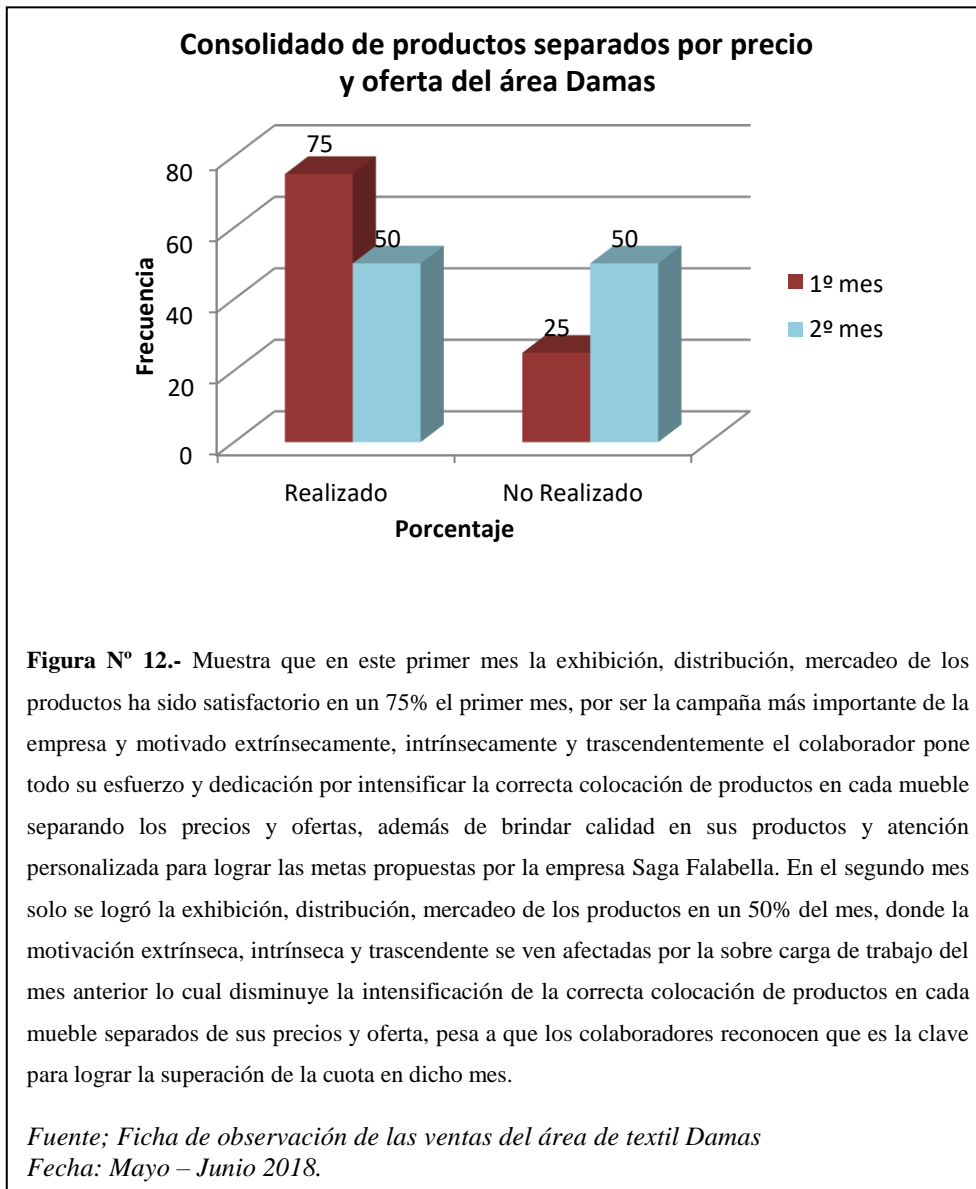 Consolidado de productos separados por precio
y oferta del área Damas
75
80
50
50
60
1º mes
40
25
2º mes
20
0
Frecuencia
Realizado
No Realizado
Porcentaje
Figura Nº 12.- Muestra que en este primer mes la exhibición, distribución, mercadeo de los
productos ha sido satisfactorio en un 75% el primer mes, por ser la campaña más importante de la
empresa y motivado extrínsecamente, intrínsecamente y trascendentemente el colaborador pone
todo su esfuerzo y dedicación por intensificar la correcta colocación de productos en cada mueble
separando los precios y ofertas, además de brindar calidad en sus productos y atención
personalizada para lograr las metas propuestas por la empresa Saga Falabella. En el segundo mes
solo se logró la exhibición, distribución, mercadeo de los productos en un 50% del mes, donde la
motivación extrínseca, intrínseca y trascendente se ven afectadas por la sobre carga de trabajo del
mes anterior lo cual disminuye la intensificación de la correcta colocación de productos en cada
mueble separados de sus precios y oferta, pesa a que los colaboradores reconocen que es la clave
para lograr la superación de la cuota en dicho mes.
Fuente; Ficha de observación de las ventas del área de textil Damas
Fecha: Mayo – Junio 2018.